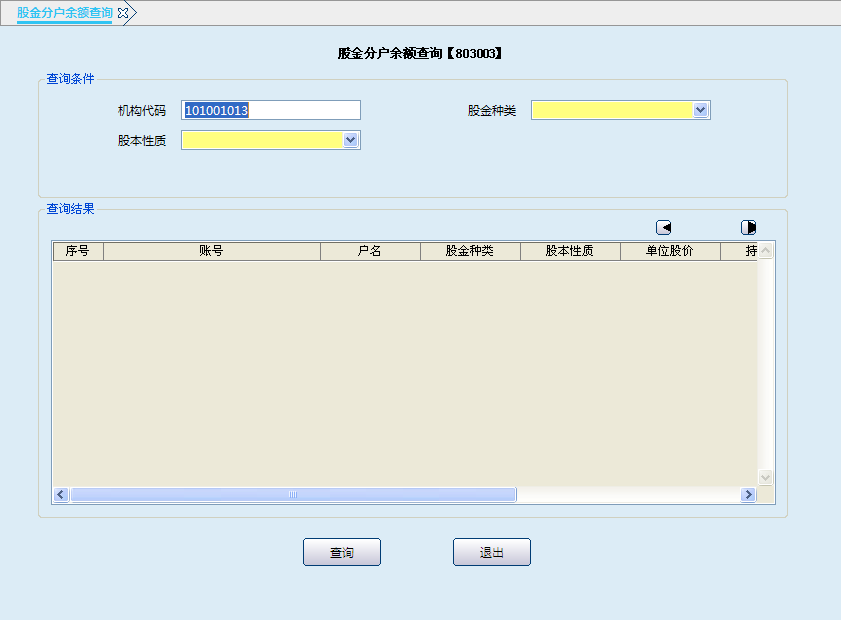 股金分户余额查询
股金分户余额查询【803003】
查询条件
机构代码 101001013 股金种类
股本性质
查询结果
序号 账号 户名 股金种类 股本性质 单位股价 持
查询 退出